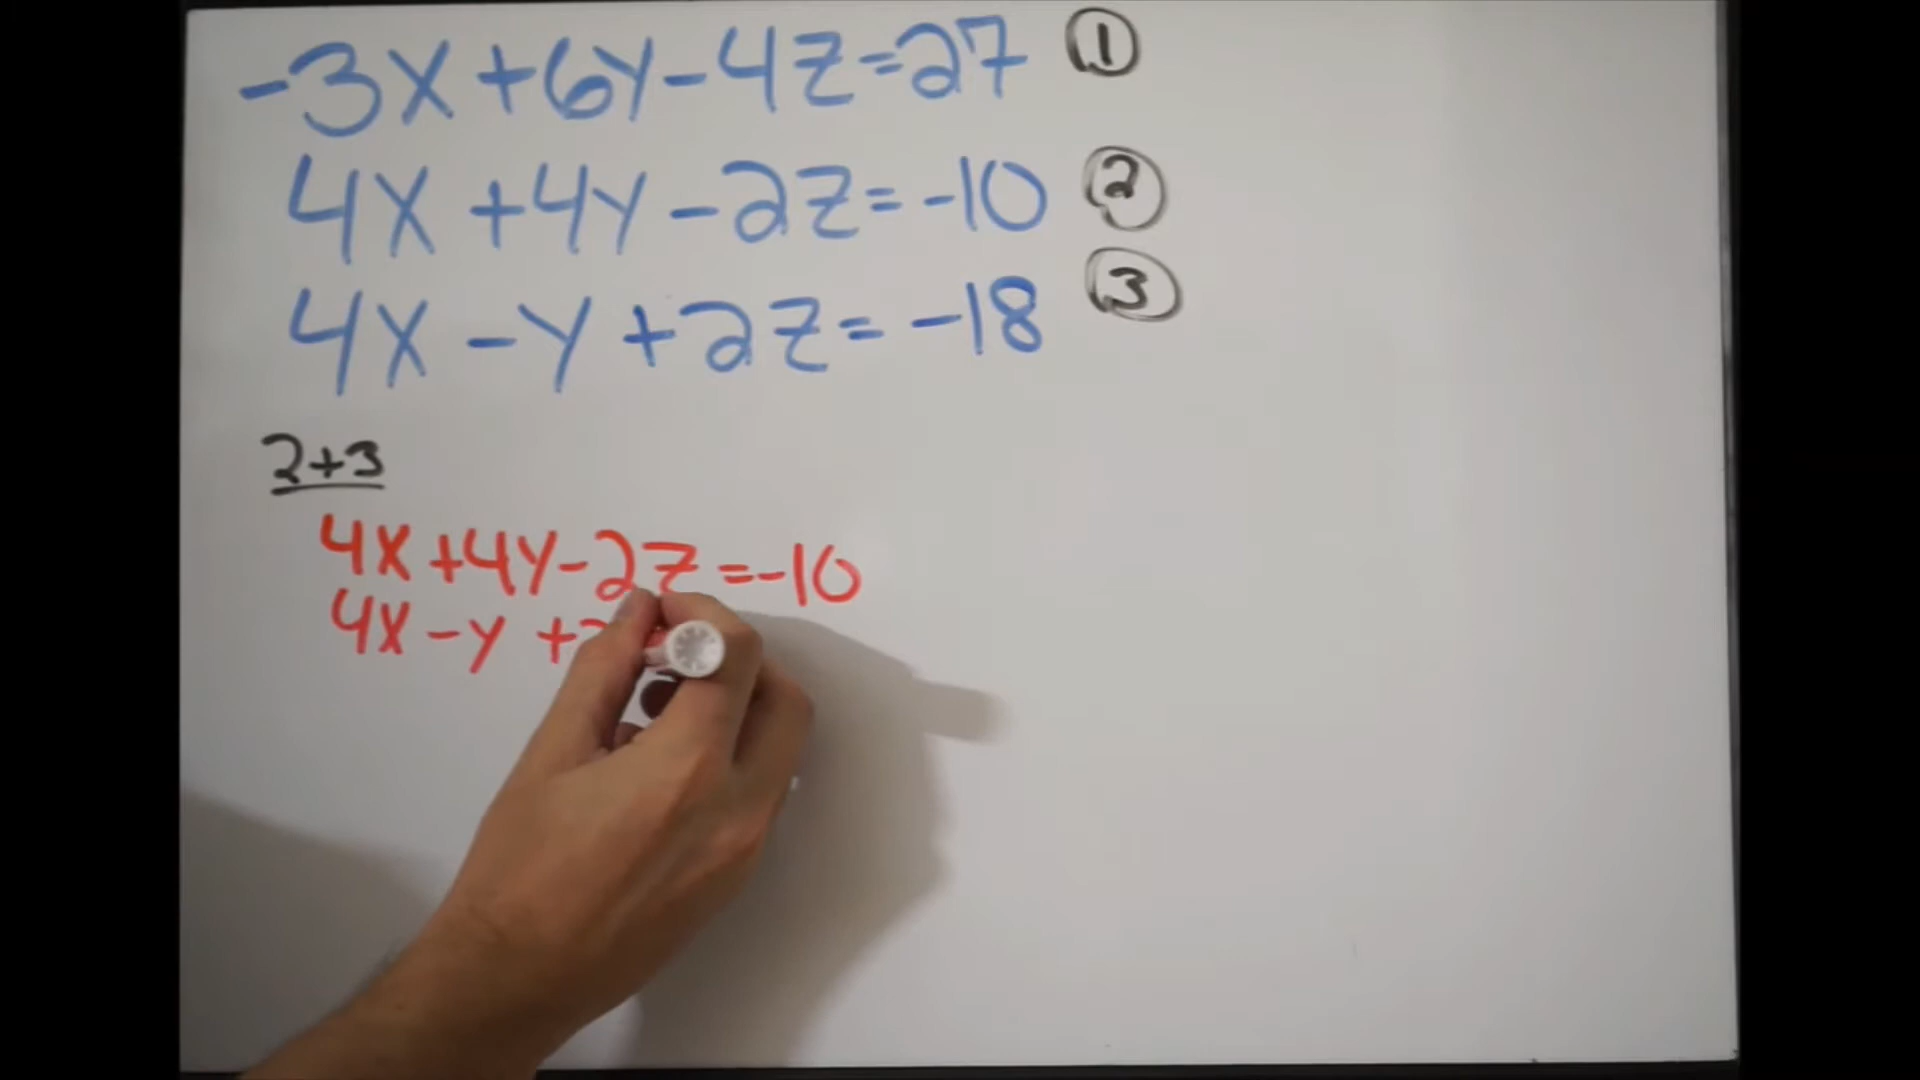 -3X+6Y-4Z=27 ①
4X+4Y-2Z=-10 ②
4X-Y+2Z=-18 ③
2+3
4X+4Y-2Z=-10
4X-Y+2